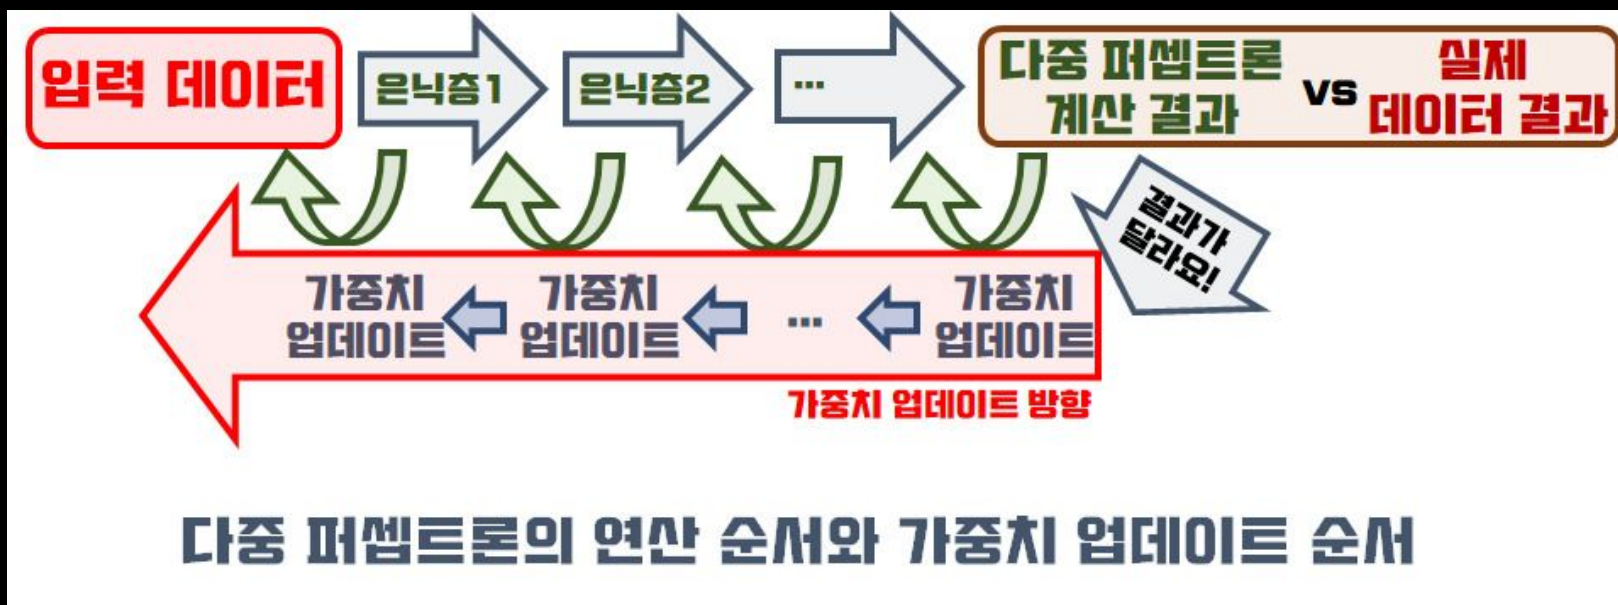 입력 데이터
은닉층1
은닉층2
...
다중 퍼셉트론
계산 결과
vs
실제
데이터 결과
결과가
달라요!
가중치
업데이트
가중치
업데이트
...
가중치
업데이트
가중치 업데이트 방향
다중 퍼셉트론의 연산 순서와 가중치 업데이트 순서